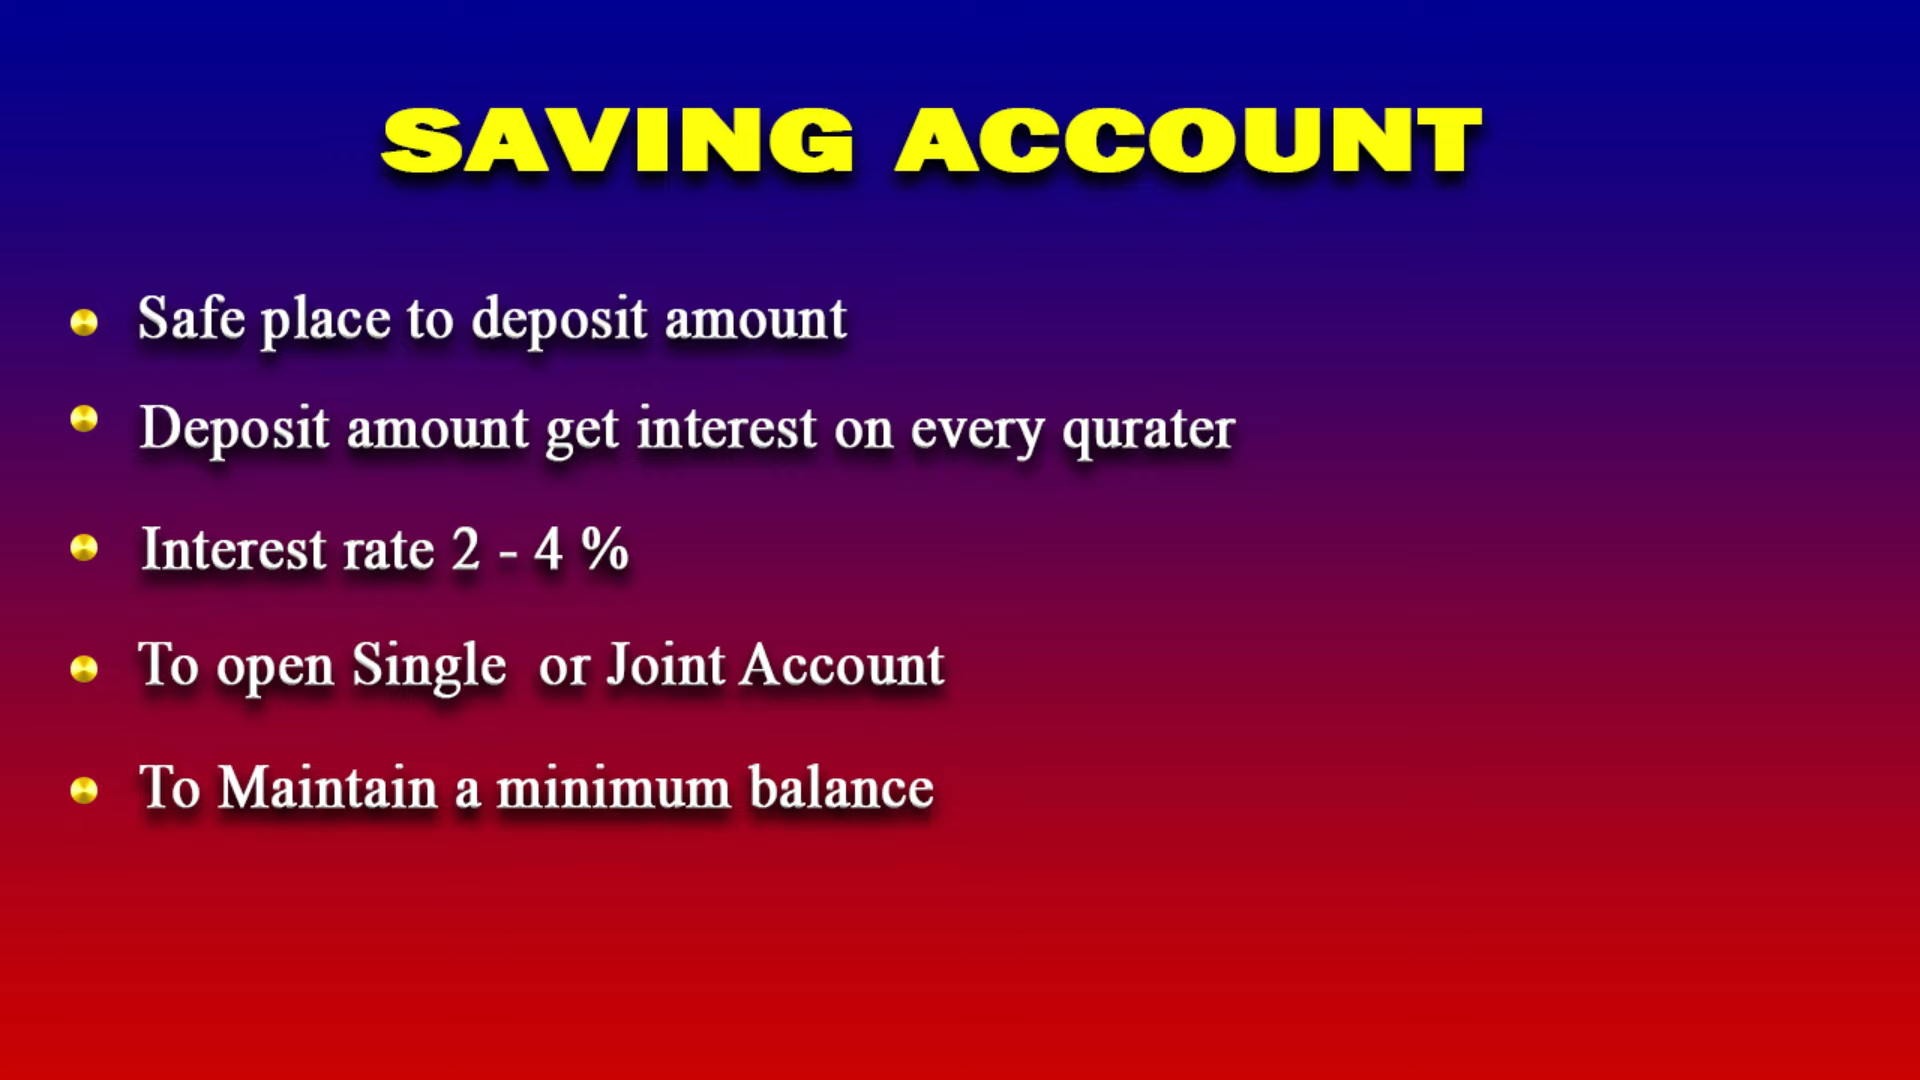 SAVING ACCOUNT
Safe place to deposit amount
Deposit amount get interest on every qurater
Interest rate 2 - 4 %
To open Single or Joint Account
To Maintain a minimum balance